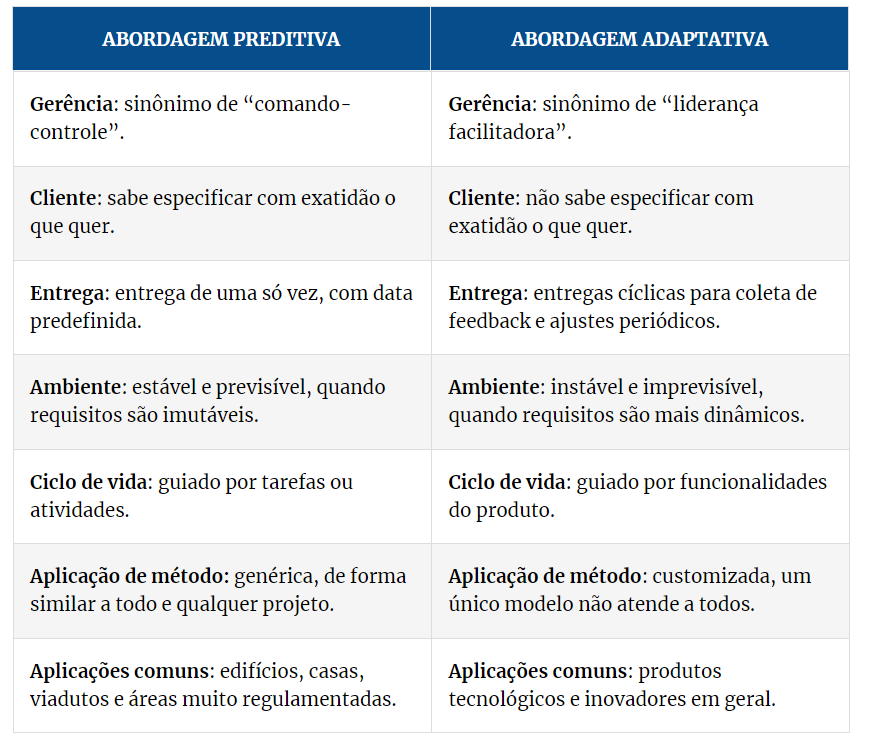 ABORDAGEM PREDITIVA
ABORDAGEM ADAPTATIVA
Gerência: sinônimo de “comando-
controle”.
Gerência: sinônimo de “liderança
facilitadora”.
Cliente: sabe especificar com exatidão o
que quer.
Cliente: não sabe especificar com
exatidão o que quer.
Entrega: entrega de uma só vez, com data
predefinida.
Entrega: entregas cíclicas para coleta de
feedback e ajustes periódicos.
Ambiente: estável e previsível, quando
requisitos são imutáveis.
Ambiente: instável e imprevisível,
quando requisitos são mais dinâmicos.
Ciclo de vida: guiado por tarefas ou
atividades.
Ciclo de vida: guiado por funcionalidades
do produto.
Aplicação de método: genérica, de forma
similar a todo e qualquer projeto.
Aplicação de método: customizada, um
único modelo não atende a todos.
Aplicações comuns: edifícios, casas,
viadutos e áreas muito regulamentadas.
Aplicações comuns: produtos
tecnológicos e inovadores em geral.